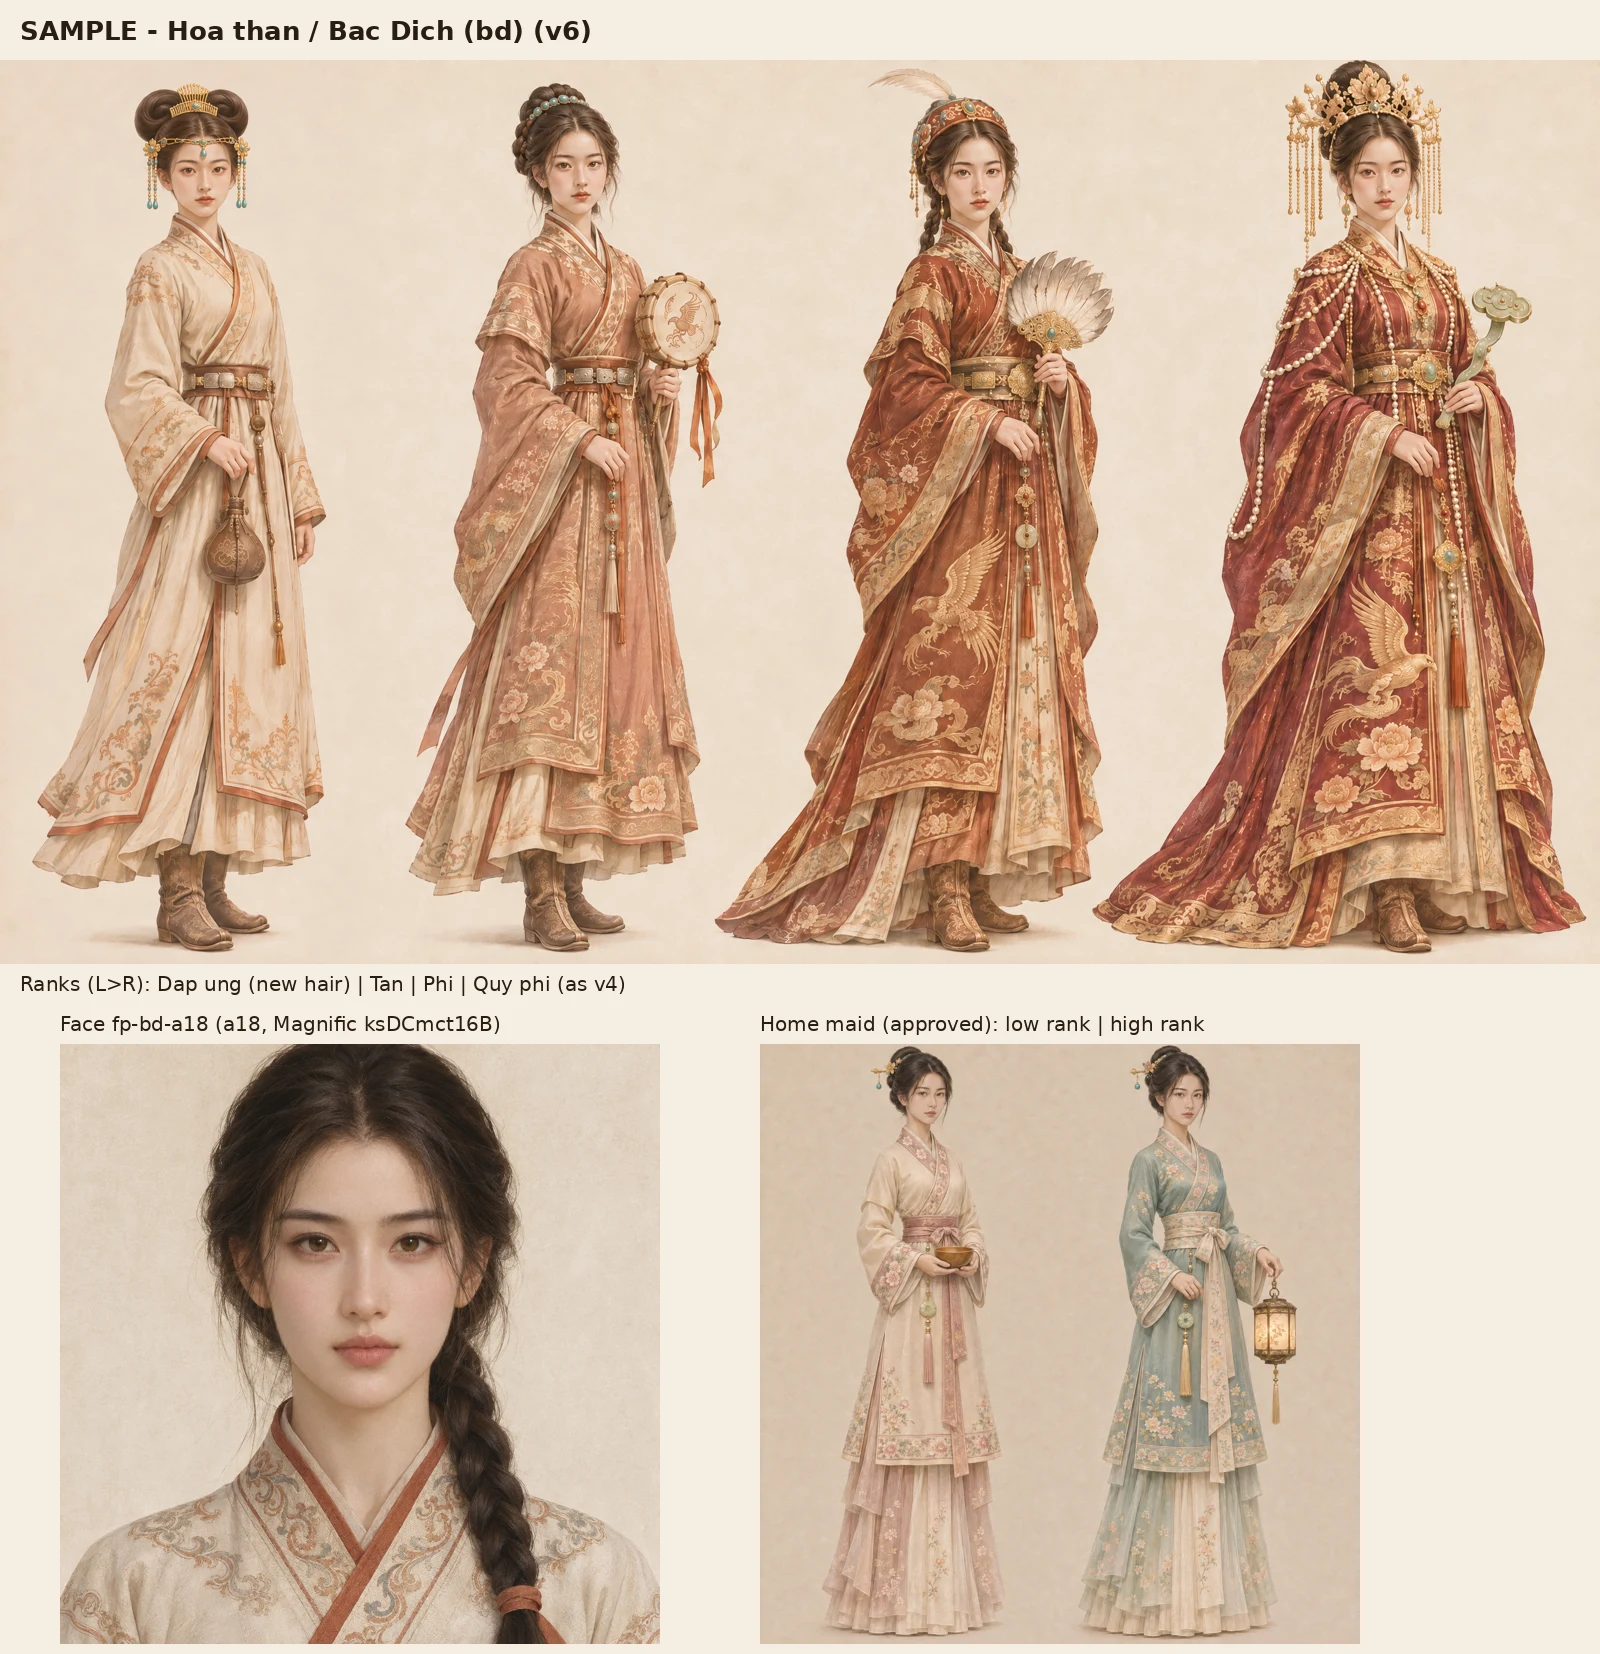 SAMPLE - Hoa than / Bac Dich (bd) (v6)
Ranks (L>R): Dap ung (new hair) | Tan | Phi | Quy phi (as v4)
Face fp-bd-a18 (a18, Magnific ksDCmct16B)
Home maid (approved): low rank | high rank